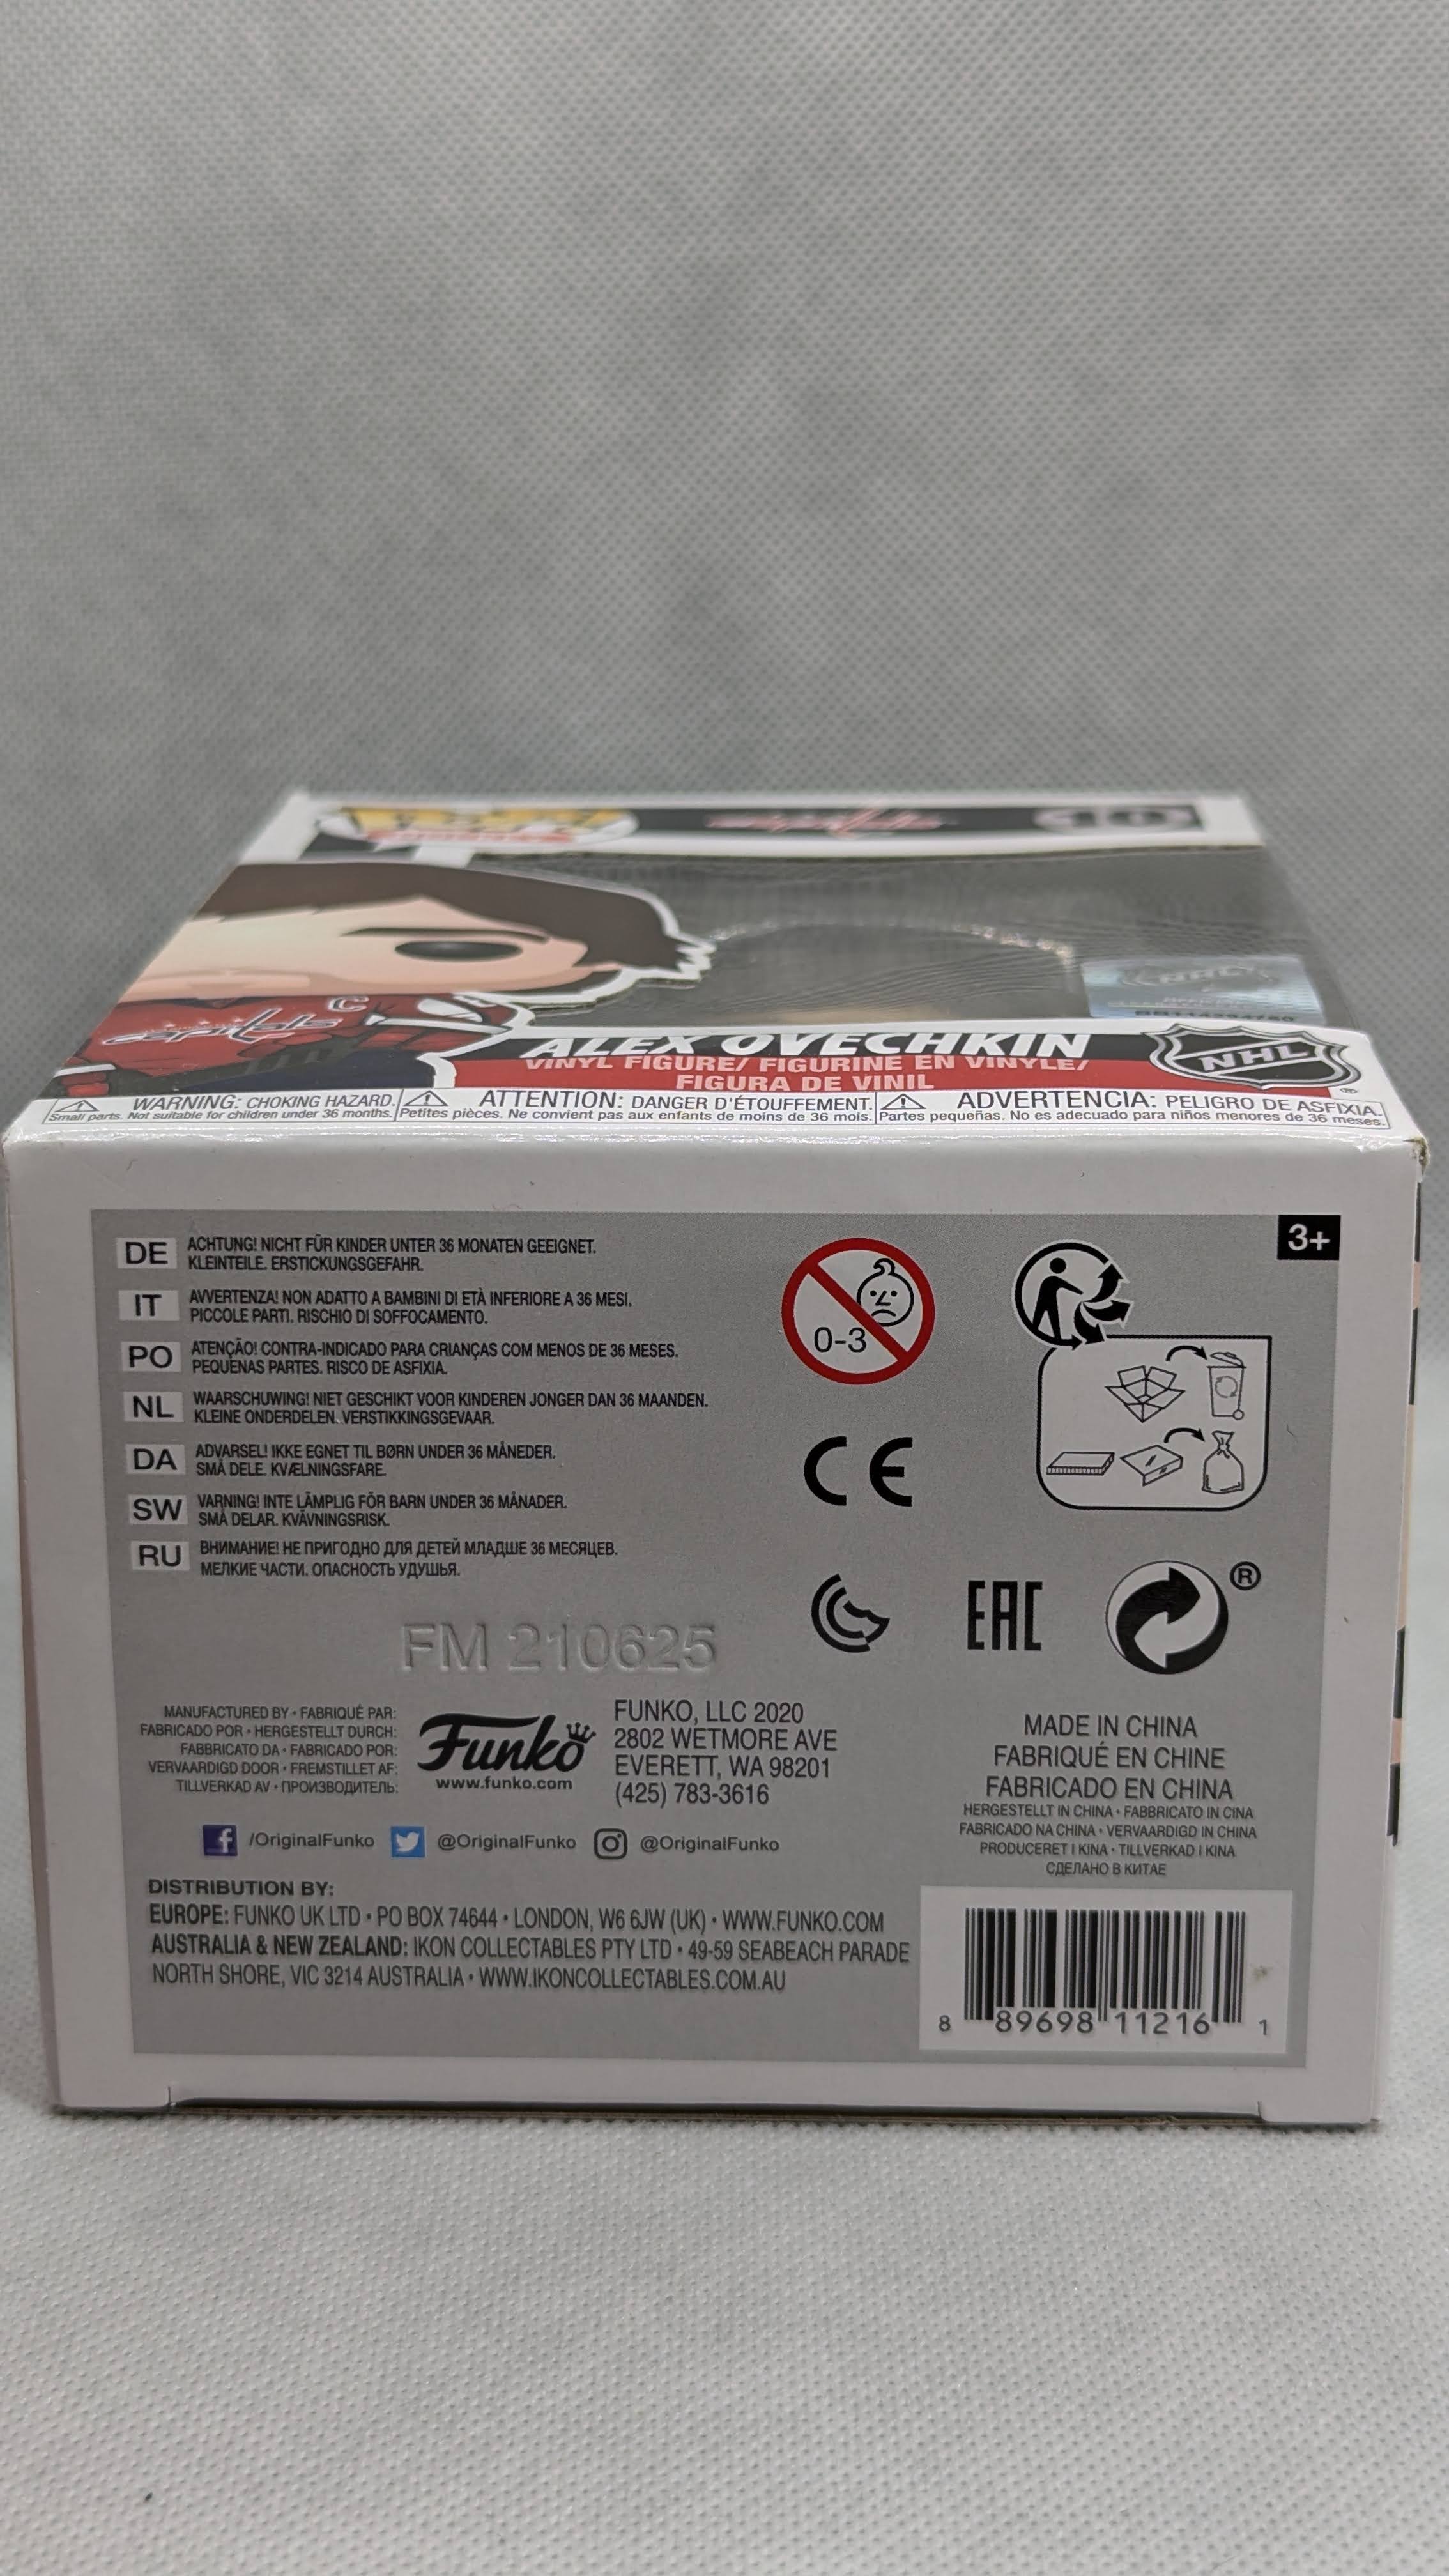 10
Capitals
C
capitals
NHL
ALEX OVECHKIN
VINYL FIGURE/ FIGURINE EN VINYLE/
FIGURA DE VINIL
NHL
WARNING: CHOKING HAZARD.
Small parts. Not suitable for children under 36 months.
ATTENTION: DANGER D'ÉTOUFFEMENT.
Petites pièces. Ne convient pas aux enfants de moins de 36 mois.
ADVERTENCIA: PELIGRO DE ASFIXIA.
Partes pequeñas. No es adecuado para niños menores de 36 meses.
3+
DE ACHTUNG! NICHT FÜR KINDER UNTER 36 MONATEN GEEIGNET.
KLEINTEILE. ERSTICKUNGSGEFAHR.
IT AVVERTENZA! NON ADATTO A BAMBINI DI ETÀ INFERIORE A 36 MESI.
PICCOLE PARTI. RISCHIO DI SOFFOCAMENTO.
PO ATENÇÃO! CONTRA-INDICADO PARA CRIANÇAS COM MENOS DE 36 MESES.
PEQUENAS PARTES. RISCO DE ASFIXIA.
NL WAARSCHUWING! NIET GESCHIKT VOOR KINDEREN JONGER DAN 36 MAANDEN.
KLEINE ONDERDELEN. VERSTIKKINGSGEVAAR.
DA ADVARSEL! IKKE EGNET TIL BØRN UNDER 36 MÅNEDER.
SMÅ DELE. KVÆLNINGSFARE.
SW VARNING! INTE LÄMPLIG FÖR BARN UNDER 36 MÅNADER.
SMÅ DELAR. KVÄVNINGSRISK.
RU ВНИМАНИЕ! НЕ ПРИГОДНО ДЛЯ ДЕТЕЙ МЛАДШЕ 36 МЕСЯЦЕВ.
МЕЛКИЕ ЧАСТИ. ОПАСНОСТЬ УДУШЬЯ.
0-3
CE
EAC
®
FM 210625
MANUFACTURED BY • FABRIQUÉ PAR:
FABRICADO POR • HERGESTELLT DURCH:
FABBRICATO DA • FABRICADO POR:
VERVAARDIGD DOOR • FREMSTILLET AF:
TILLVERKAD AV • ПРОИЗВОДИТЕЛЬ:
Funko
www.funko.com
FUNKO, LLC 2020
2802 WETMORE AVE
EVERETT, WA 98201
(425) 783-3616
/OriginalFunko @OriginalFunko @OriginalFunko
MADE IN CHINA
FABRIQUÉ EN CHINE
FABRICADO EN CHINA
HERGESTELLT IN CHINA • FABBRICATO IN CINA
FABRICADO NA CHINA • VERVAARDIGD IN CHINA
PRODUCERET I KINA • TILLVERKAD I KINA
СДЕЛАНО В КИТАЕ
DISTRIBUTION BY:
EUROPE: FUNKO UK LTD • PO BOX 74644 • LONDON, W6 6JW (UK) • WWW.FUNKO.COM
AUSTRALIA & NEW ZEALAND: IKON COLLECTABLES PTY LTD • 49-59 SEABEACH PARADE
NORTH SHORE, VIC 3214 AUSTRALIA • WWW.IKONCOLLECTABLES.COM.AU
8 89698 11216 1